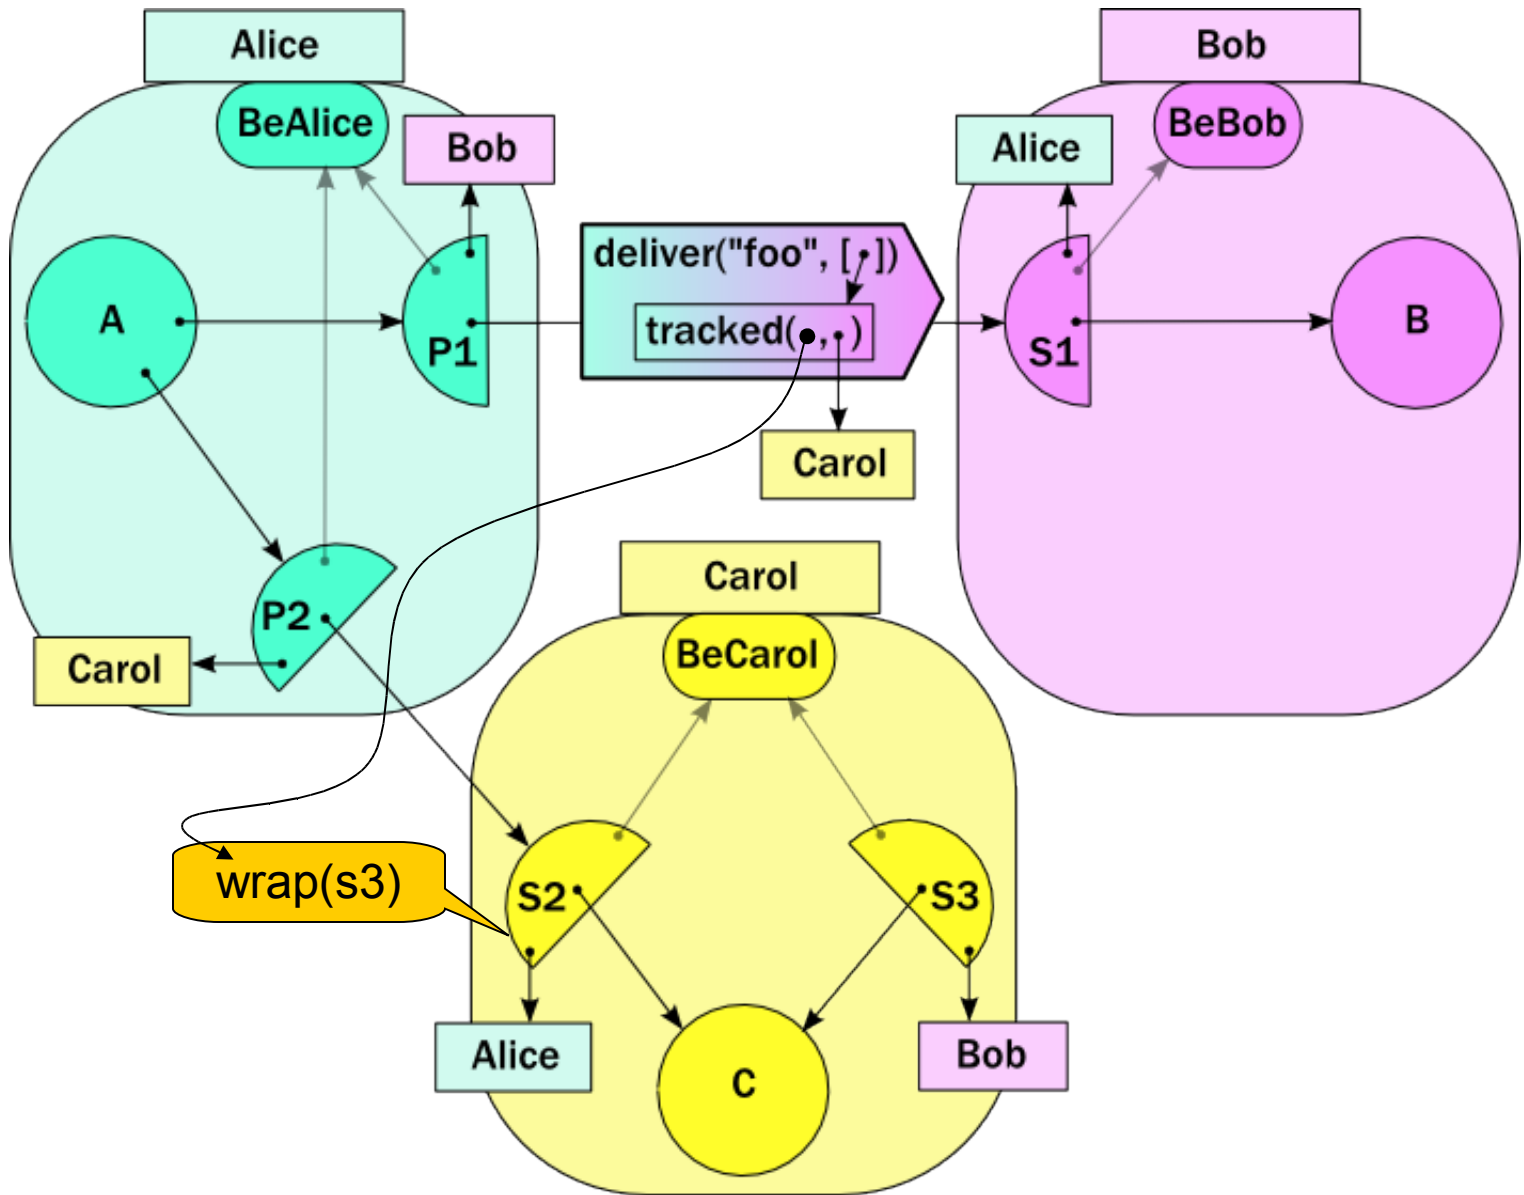 Alice
Bob
BeAlice
Bob
Alice
BeBob
deliver("foo", [ ])
tracked( , )
A
P1
S1
B
Carol
Carol
P2
Carol
BeCarol
wrap(s3)
S2
S3
Alice
C
Bob